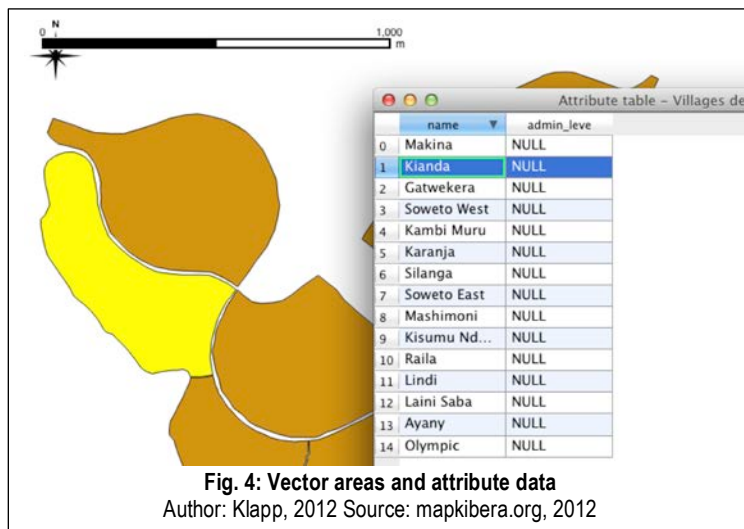 N
0 1,000
m
Attribute table – Villages de
name admin_leve
0 Makina NULL
1 Kianda NULL
2 Gatwekera NULL
3 Soweto West NULL
4 Kambi Muru NULL
5 Karanja NULL
6 Silanga NULL
7 Soweto East NULL
8 Mashimoni NULL
9 Kisumu Nd... NULL
10 Raila NULL
11 Lindi NULL
12 Laini Saba NULL
13 Ayany NULL
14 Olympic NULL
Fig. 4: Vector areas and attribute data
Author: Klapp, 2012 Source: mapkibera.org, 2012